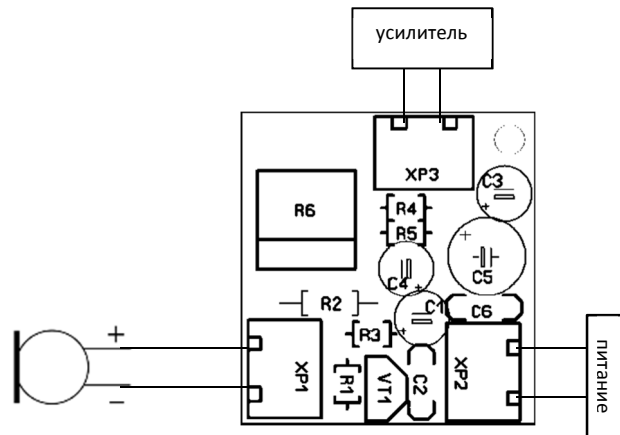 усилитель
XP3
C3
R6
R4
R5
+
C5
C4
+
R2
C1
C6
+
R3
+
XP1
R1
VT1
C2
XP2
питание
−